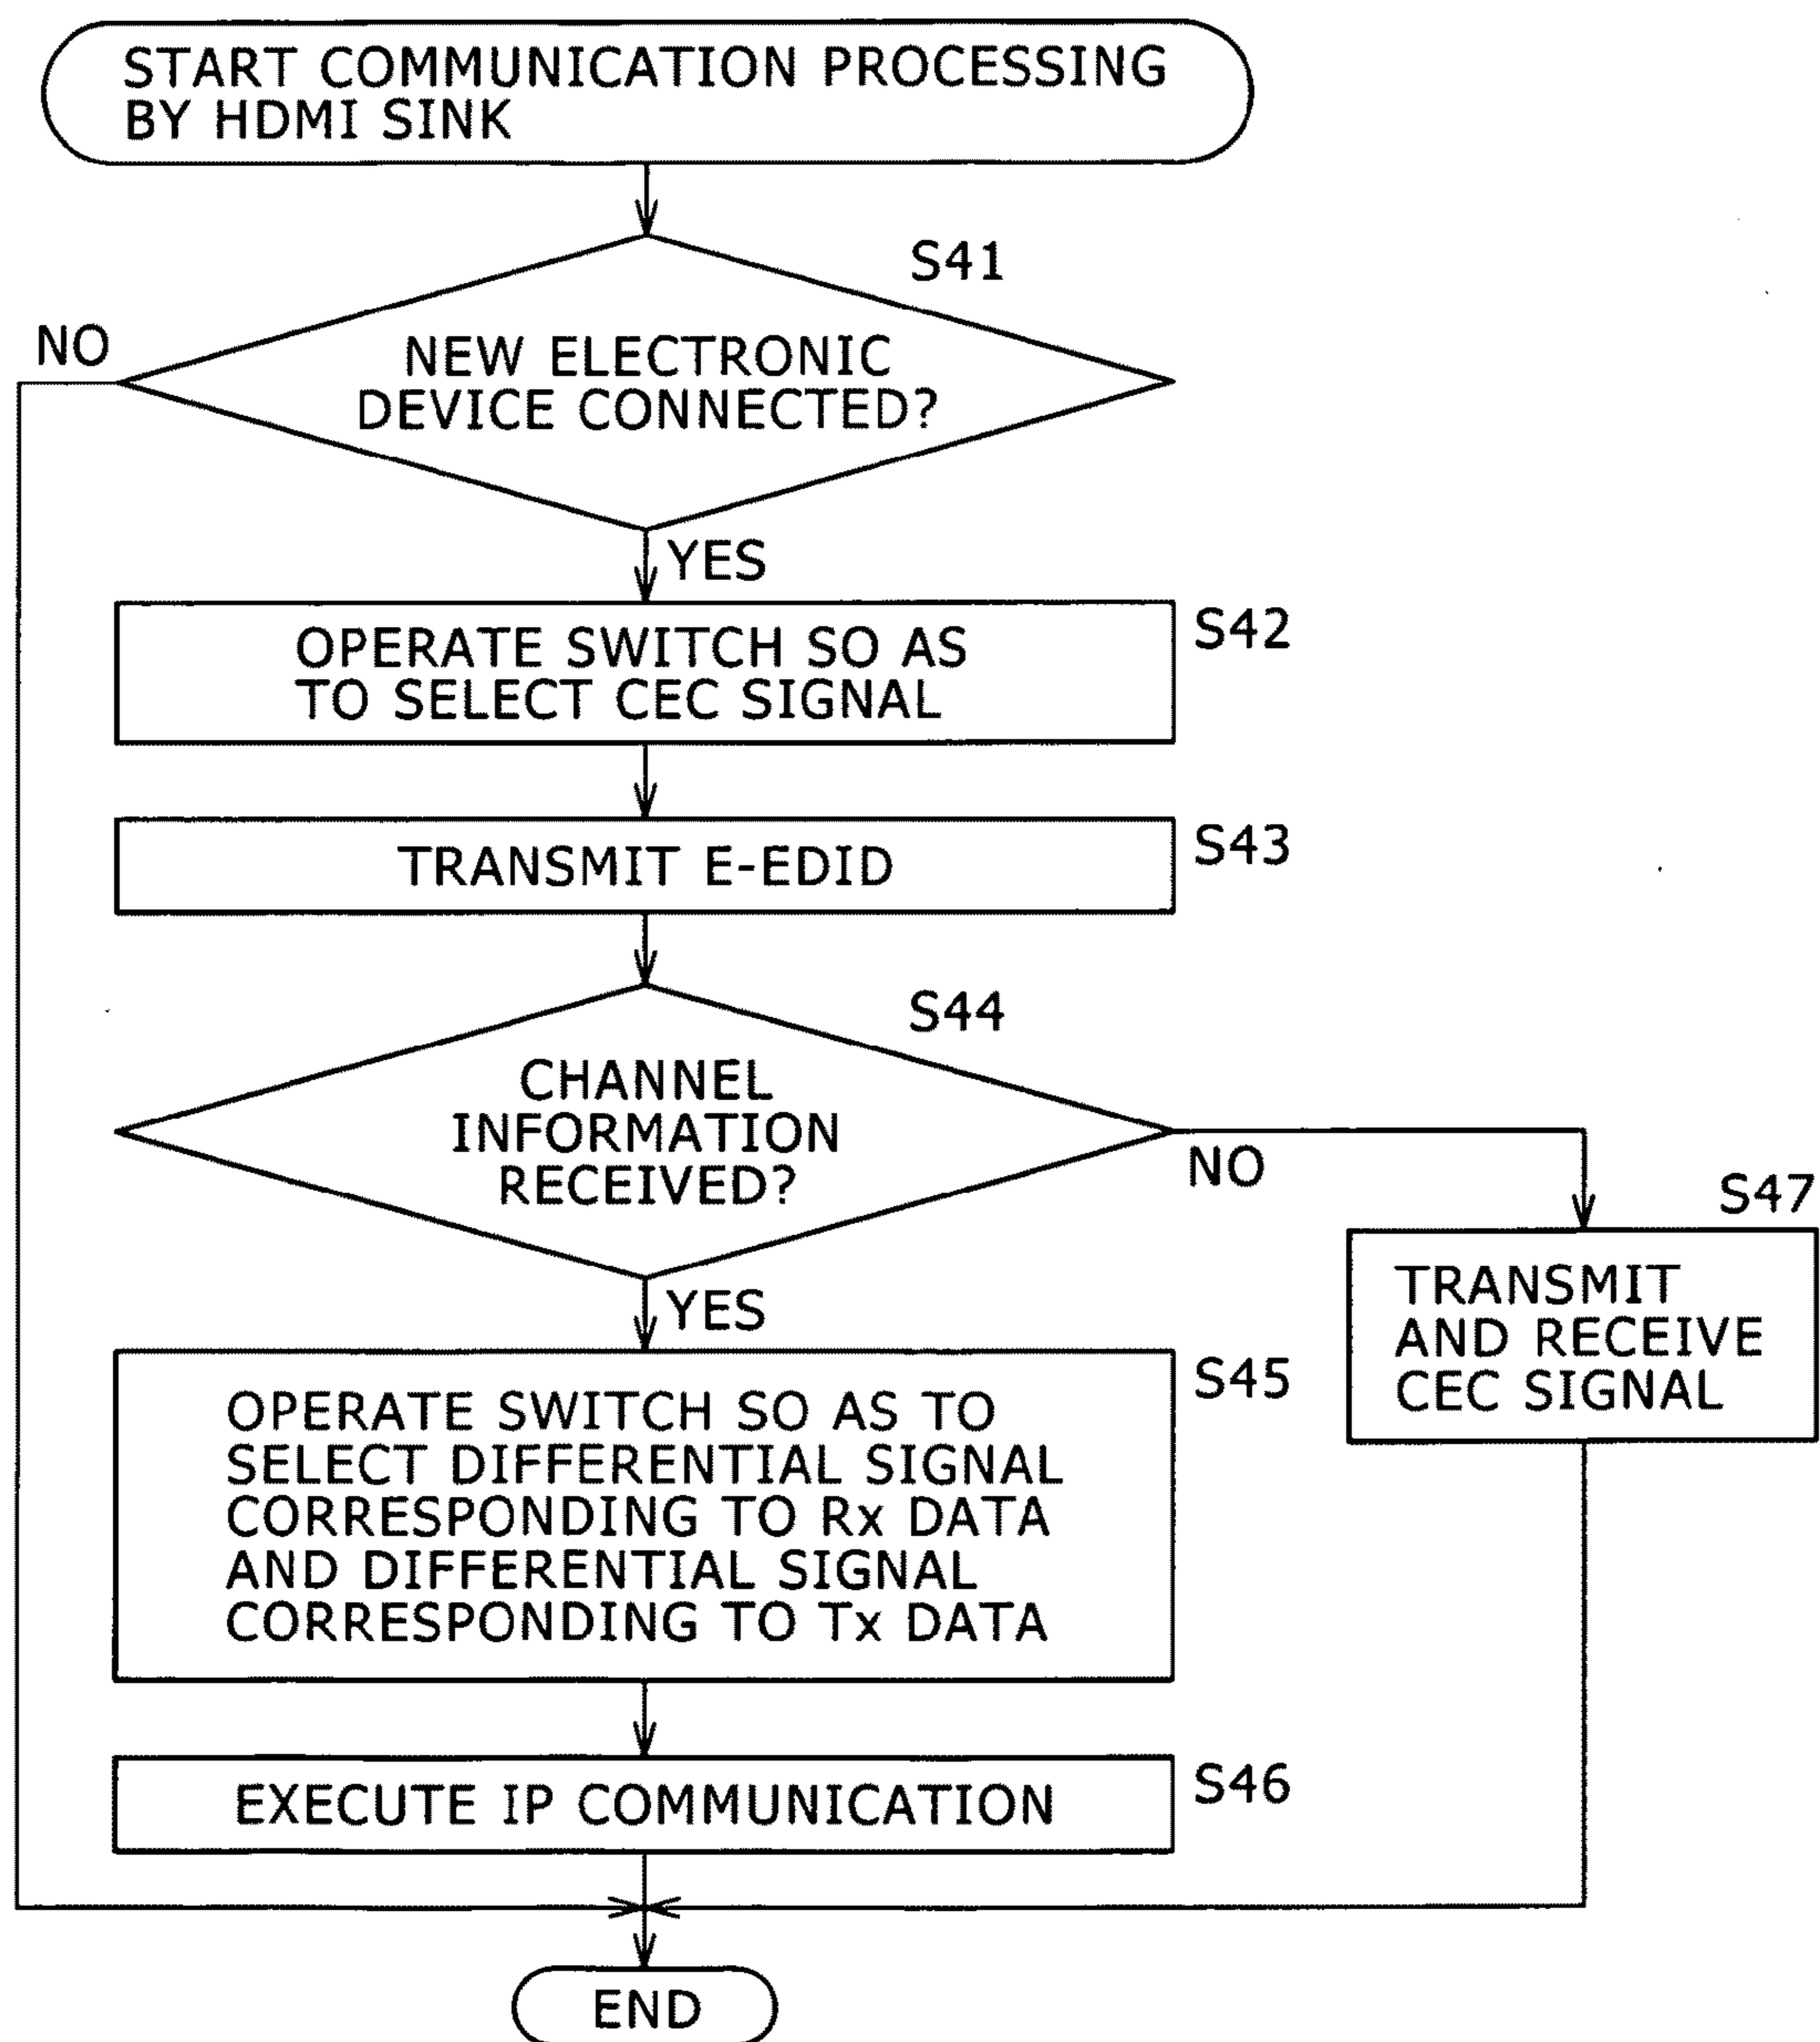 START COMMUNICATION PROCESSING
BY HDMI SINK
S41
NO
NEW ELECTRONIC
DEVICE CONNECTED?
YES
S42
OPERATE SWITCH SO AS
TO SELECT CEC SIGNAL
S43
TRANSMIT E-EDID
S44
CHANNEL
INFORMATION
RECEIVED?
NO
S47
TRANSMIT
AND RECEIVE
CEC SIGNAL
YES
S45
OPERATE SWITCH SO AS TO
SELECT DIFFERENTIAL SIGNAL
CORRESPONDING TO Rx DATA
AND DIFFERENTIAL SIGNAL
CORRESPONDING TO Tx DATA
S46
EXECUTE IP COMMUNICATION
END